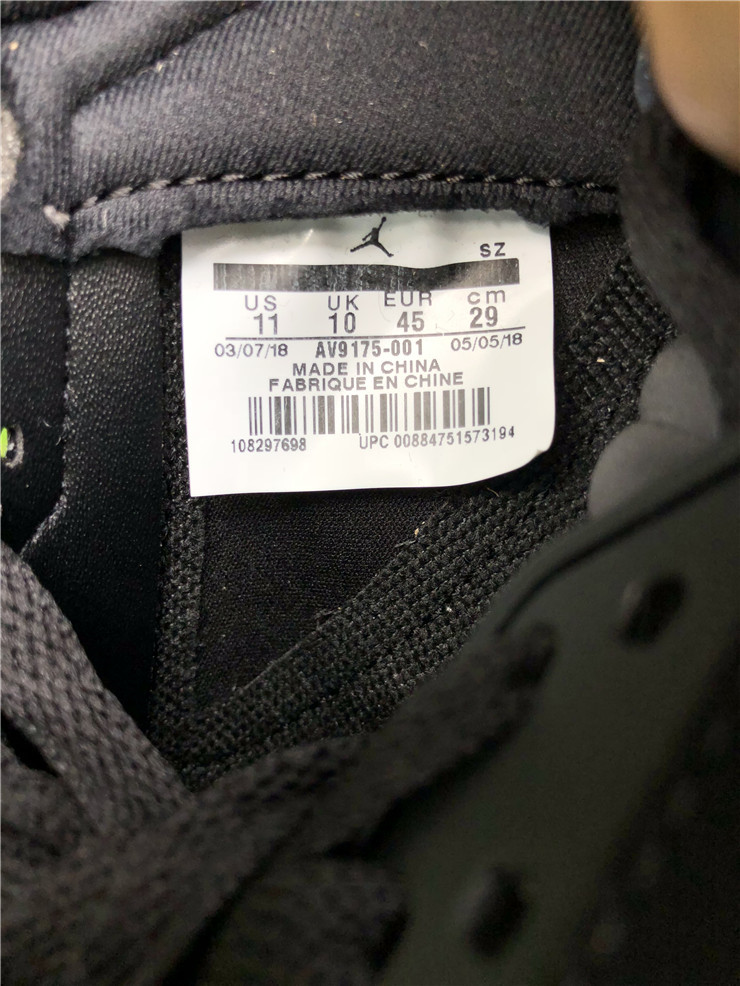 SZ
US UK EUR cm
11 10 45 29
03/07/18 AV9175-001 05/05/18
MADE IN CHINA
FABRIQUE EN CHINE
108297698 UPC 00884751573194